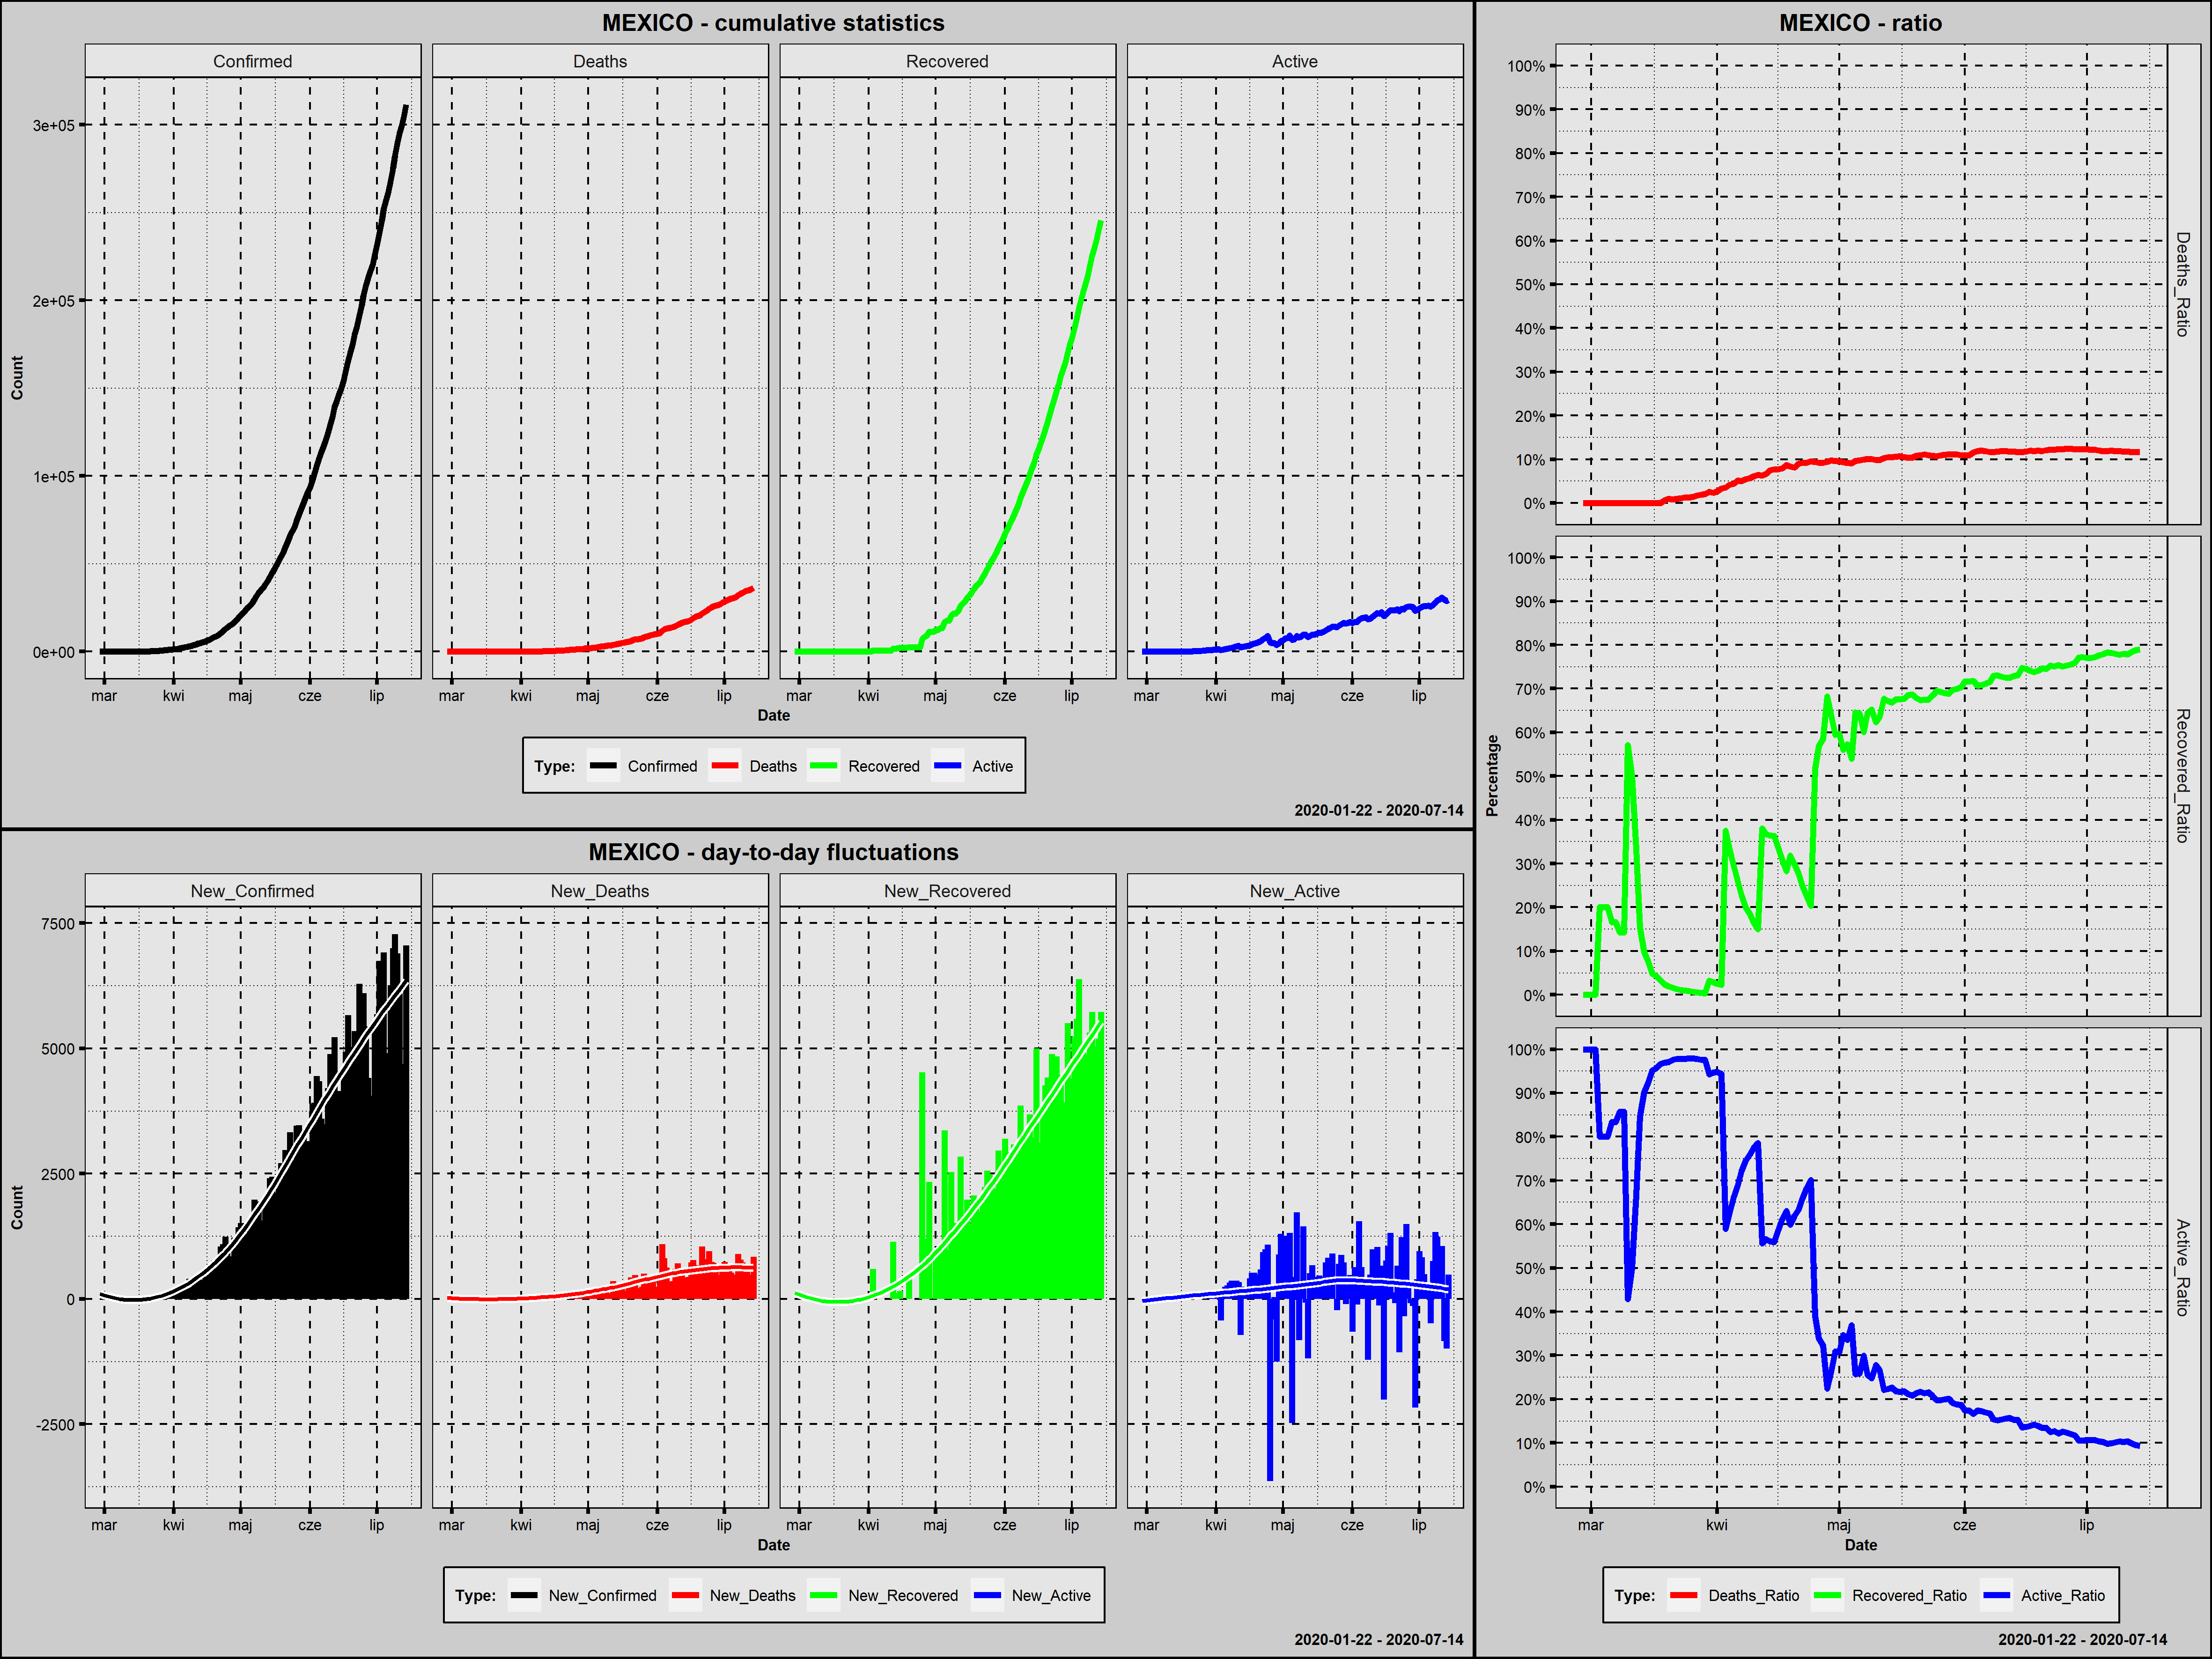 MEXICO - cumulative statistics
Confirmed Deaths Recovered Active
3e+05
2e+05
1e+05
0e+00
Count
mar kwi maj cze lip mar kwi maj cze lip mar kwi maj cze lip mar kwi maj cze lip
Date
Type: Confirmed Deaths Recovered Active
2020-01-22 - 2020-07-14
MEXICO - day-to-day fluctuations
New_Confirmed New_Deaths New_Recovered New_Active
7500
5000
2500
0
-2500
Count
mar kwi maj cze lip mar kwi maj cze lip mar kwi maj cze lip mar kwi maj cze lip
Date
Type: New_Confirmed New_Deaths New_Recovered New_Active
2020-01-22 - 2020-07-14
MEXICO - ratio
100%
90%
80%
70%
60%
50%
40%
30%
20%
10%
0%
Deaths_Ratio
100%
90%
80%
70%
60%
50%
40%
30%
20%
10%
0%
Recovered_Ratio
100%
90%
80%
70%
60%
50%
40%
30%
20%
10%
0%
Active_Ratio
Percentage
mar kwi maj cze lip
Date
Type: Deaths_Ratio Recovered_Ratio Active_Ratio
2020-01-22 - 2020-07-14